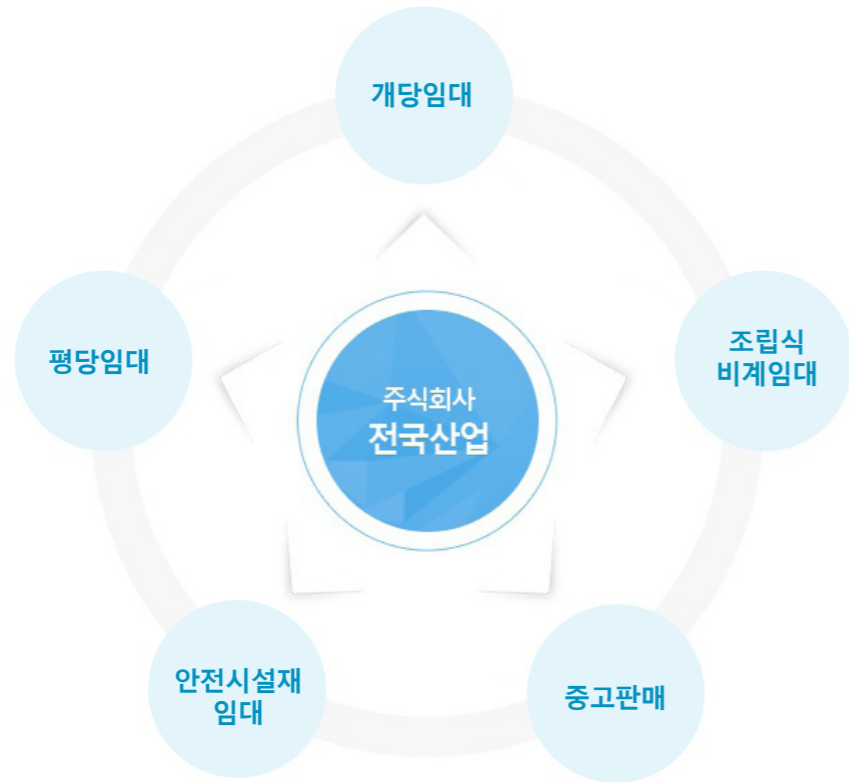 개당임대
평당임대
조립식
비계임대
주식회사
전국산업
안전시설재
임대
중고판매